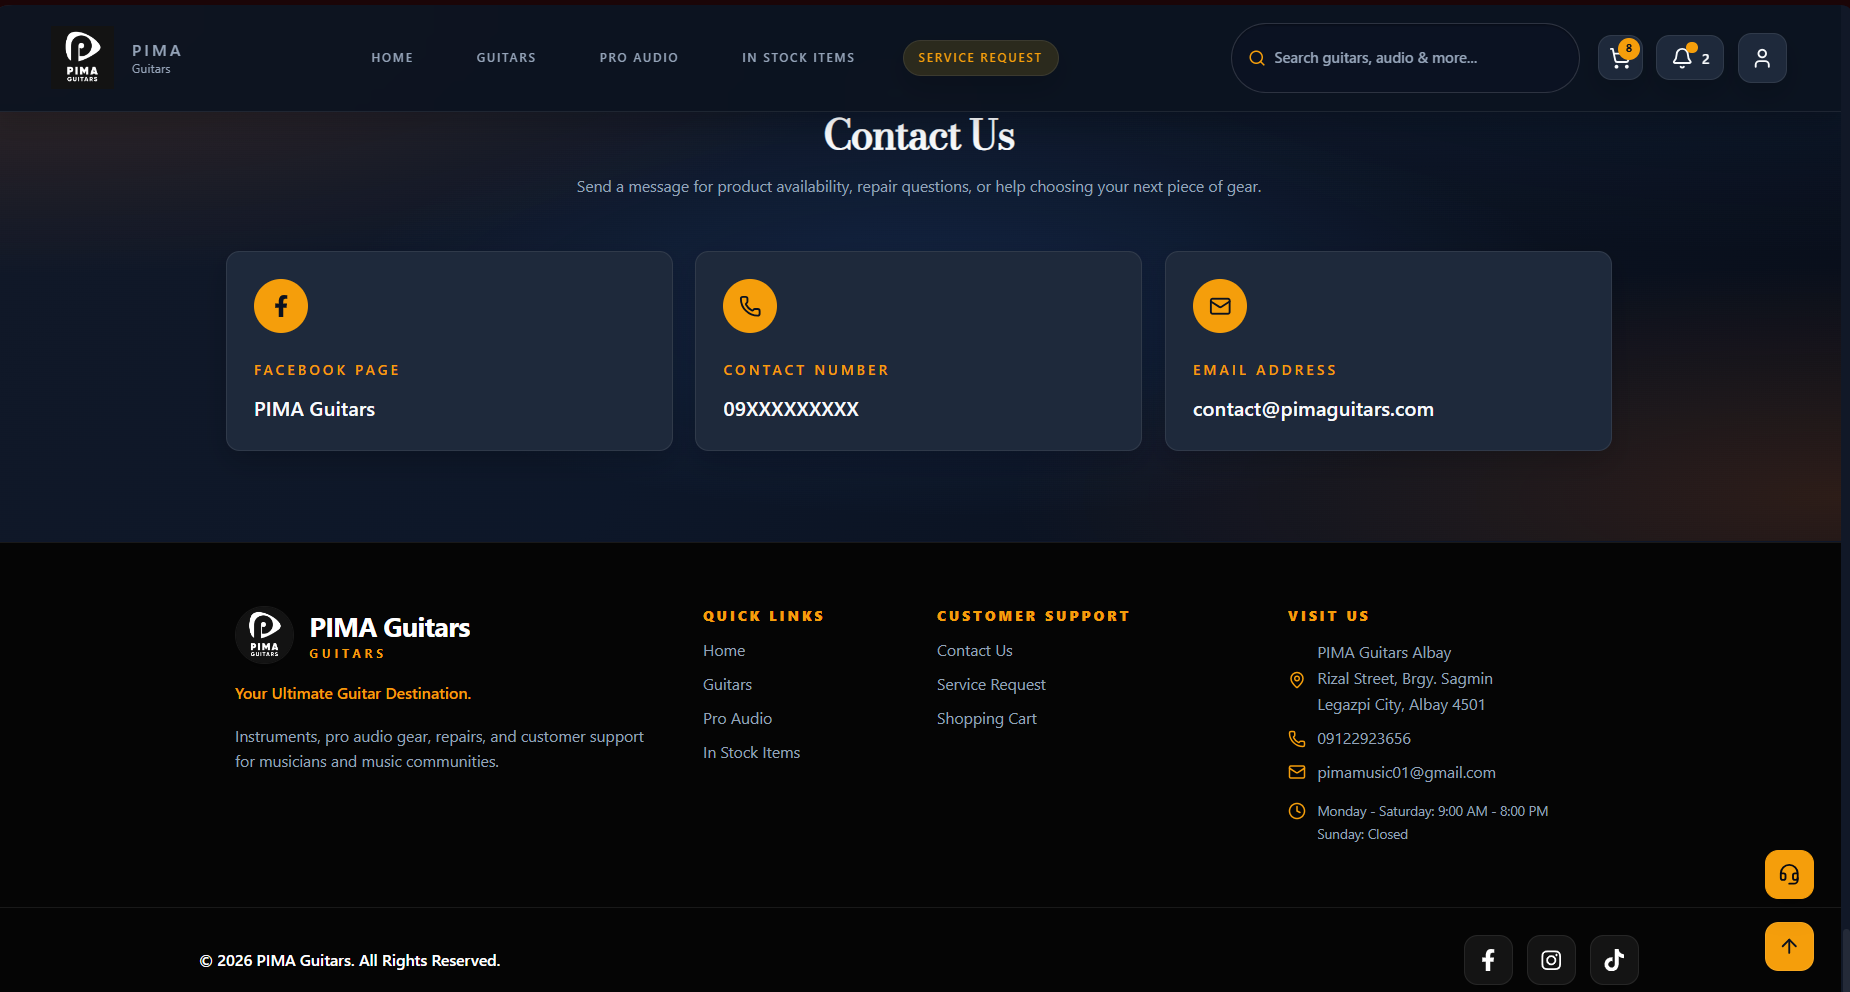 PIMA
GUITARS
PIMA
Guitars
HOME
GUITARS
PRO AUDIO
IN STOCK ITEMS
SERVICE REQUEST
Search guitars, audio & more...
8
2
Contact Us
Send a message for product availability, repair questions, or help choosing your next piece of gear.
FACEBOOK PAGE
PIMA Guitars
CONTACT NUMBER
09XXXXXXXXX
EMAIL ADDRESS
contact@pimaguitars.com
PIMA
GUITARS
PIMA Guitars
GUITARS
Your Ultimate Guitar Destination.
Instruments, pro audio gear, repairs, and customer support
for musicians and music communities.
QUICK LINKS
Home
Guitars
Pro Audio
In Stock Items
CUSTOMER SUPPORT
Contact Us
Service Request
Shopping Cart
VISIT US
PIMA Guitars Albay
Rizal Street, Brgy. Sagmin
Legazpi City, Albay 4501
09122923656
pimamusic01@gmail.com
Monday - Saturday: 9:00 AM - 8:00 PM
Sunday: Closed
© 2026 PIMA Guitars. All Rights Reserved.